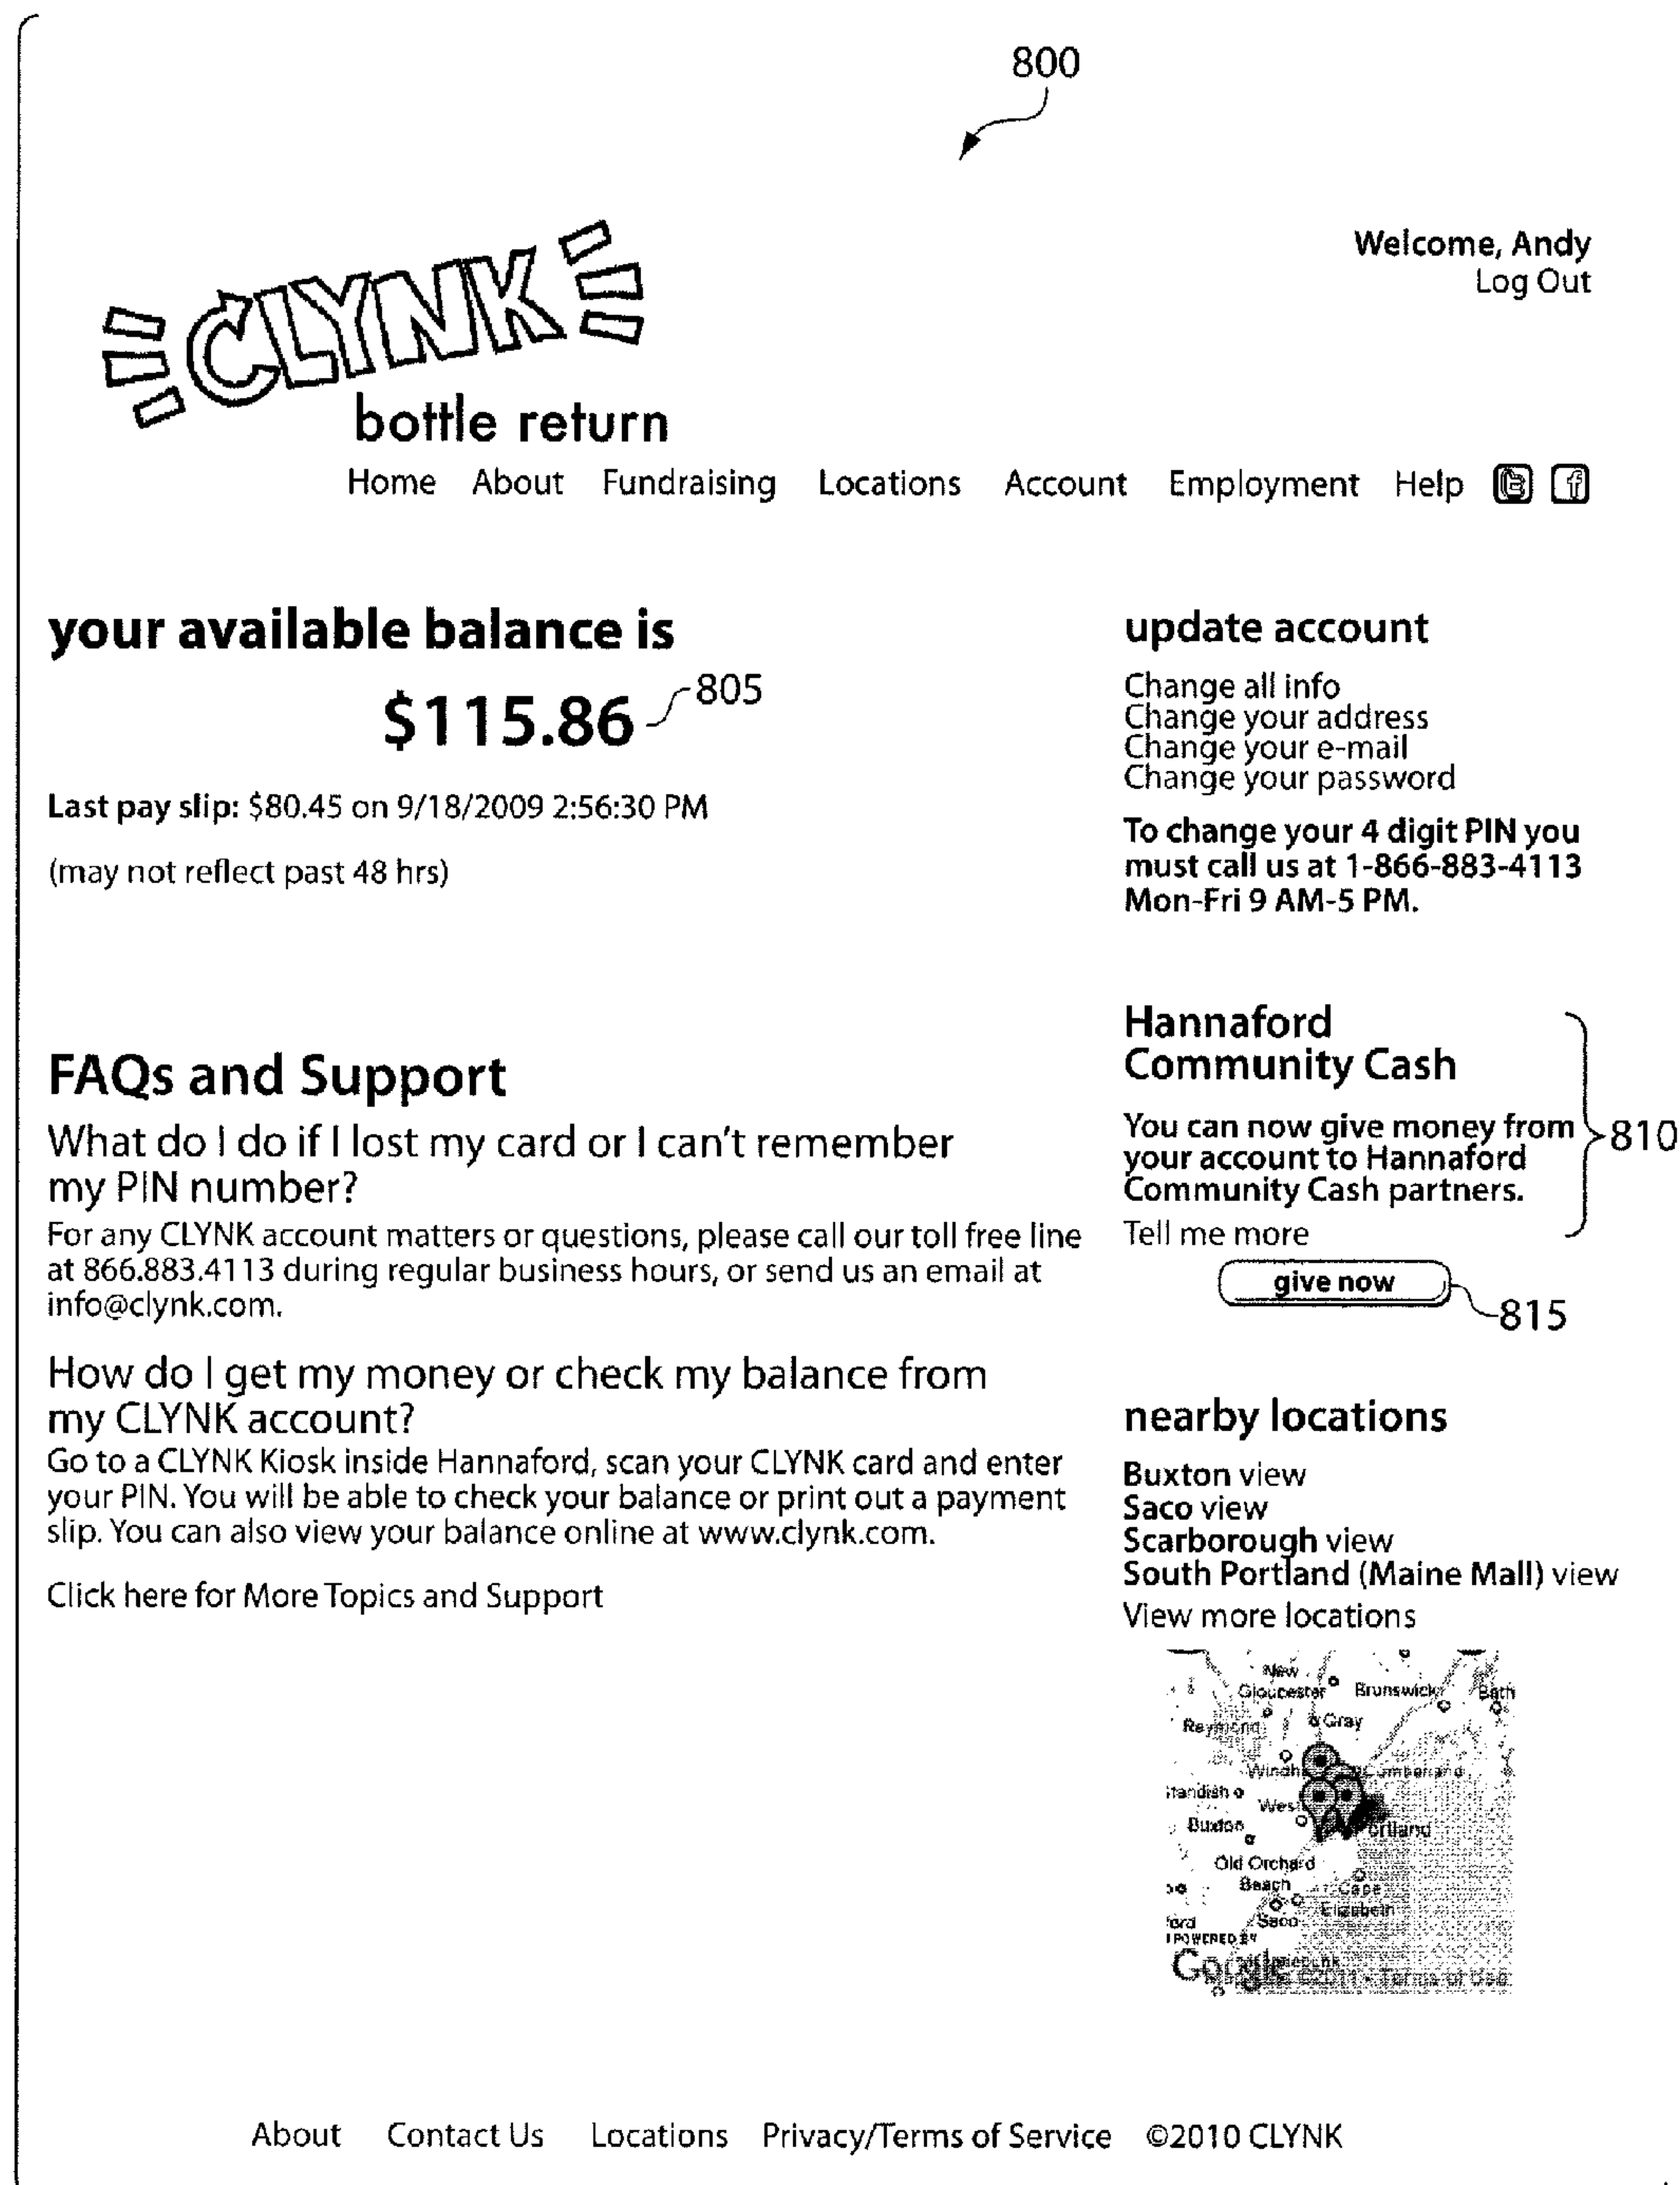 800
Welcome, Andy
Log Out
CLYNK
bottle return
Home About Fundraising Locations Account Employment Help
your available balance is
$115.86
805
Last pay slip: $80.45 on 9/18/2009 2:56:30 PM
(may not reflect past 48 hrs)
update account
Change all info
Change your address
Change your e-mail
Change your password
To change your 4 digit PIN you
must call us at 1-866-883-4113
Mon-Fri 9 AM-5 PM.
FAQs and Support
What do I do if I lost my card or I can't remember
my PIN number?
For any CLYNK account matters or questions, please call our toll free line
at 866.883.4113 during regular business hours, or send us an email at
info@clynk.com.
How do I get my money or check my balance from
my CLYNK account?
Go to a CLYNK Kiosk inside Hannaford, scan your CLYNK card and enter
your PIN. You will be able to check your balance or print out a payment
slip. You can also view your balance online at www.clynk.com.
Click here for More Topics and Support
Hannaford
Community Cash
You can now give money from
your account to Hannaford
Community Cash partners.
810
Tell me more
give now
815
nearby locations
Buxton view
Saco view
Scarborough view
South Portland (Maine Mall) view
View more locations
New
Gloucester
Brunswick
Bath
Raymond
Gray
Cumberland
Buxton
Old Orchard
Beach
Cape
Elizabeth
Saco
POWERED BY
Google
About Contact Us Locations Privacy/Terms of Service ©2010 CLYNK